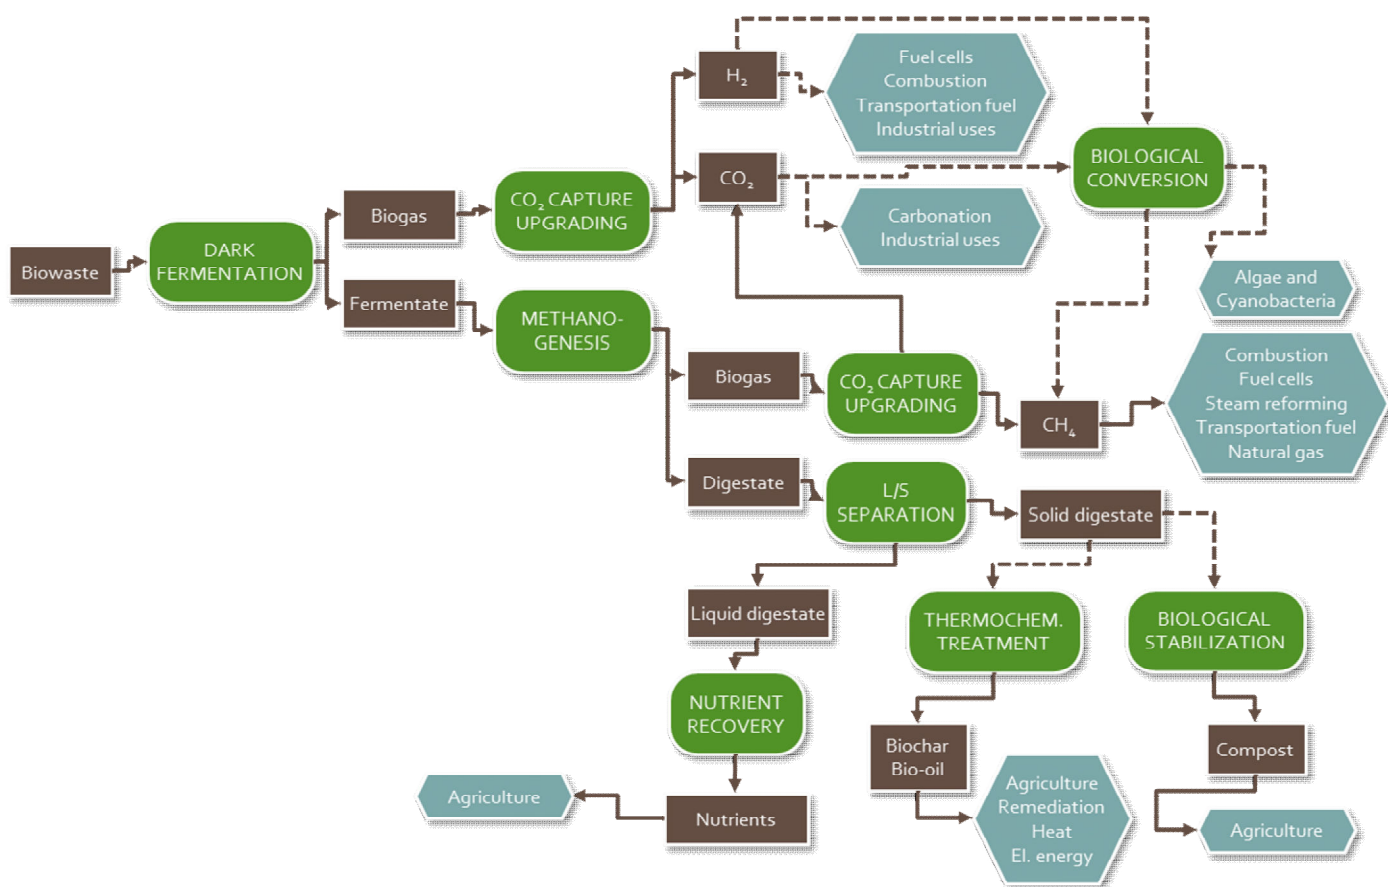 H₂
Fuel cells
Combustion
Transportation fuel
Industrial uses
CO₂
BIOLOGICAL
CONVERSION
Biogas
CO₂ CAPTURE
UPGRADING
Carbonation
Industrial uses
Biowaste
DARK
FERMENTATION
Fermentate
METHANO-
GENESIS
Algae and
Cyanobacteria
Biogas
CO₂ CAPTURE
UPGRADING
CH₄
Combustion
Fuel cells
Steam reforming
Transportation fuel
Natural gas
Digestate
L/S
SEPARATION
Solid digestate
Liquid digestate
THERMOCHEM.
TREATMENT
BIOLOGICAL
STABILIZATION
NUTRIENT
RECOVERY
Biochar
Bio-oil
Compost
Agriculture
Nutrients
Agriculture
Remediation
Heat
El. energy
Agriculture